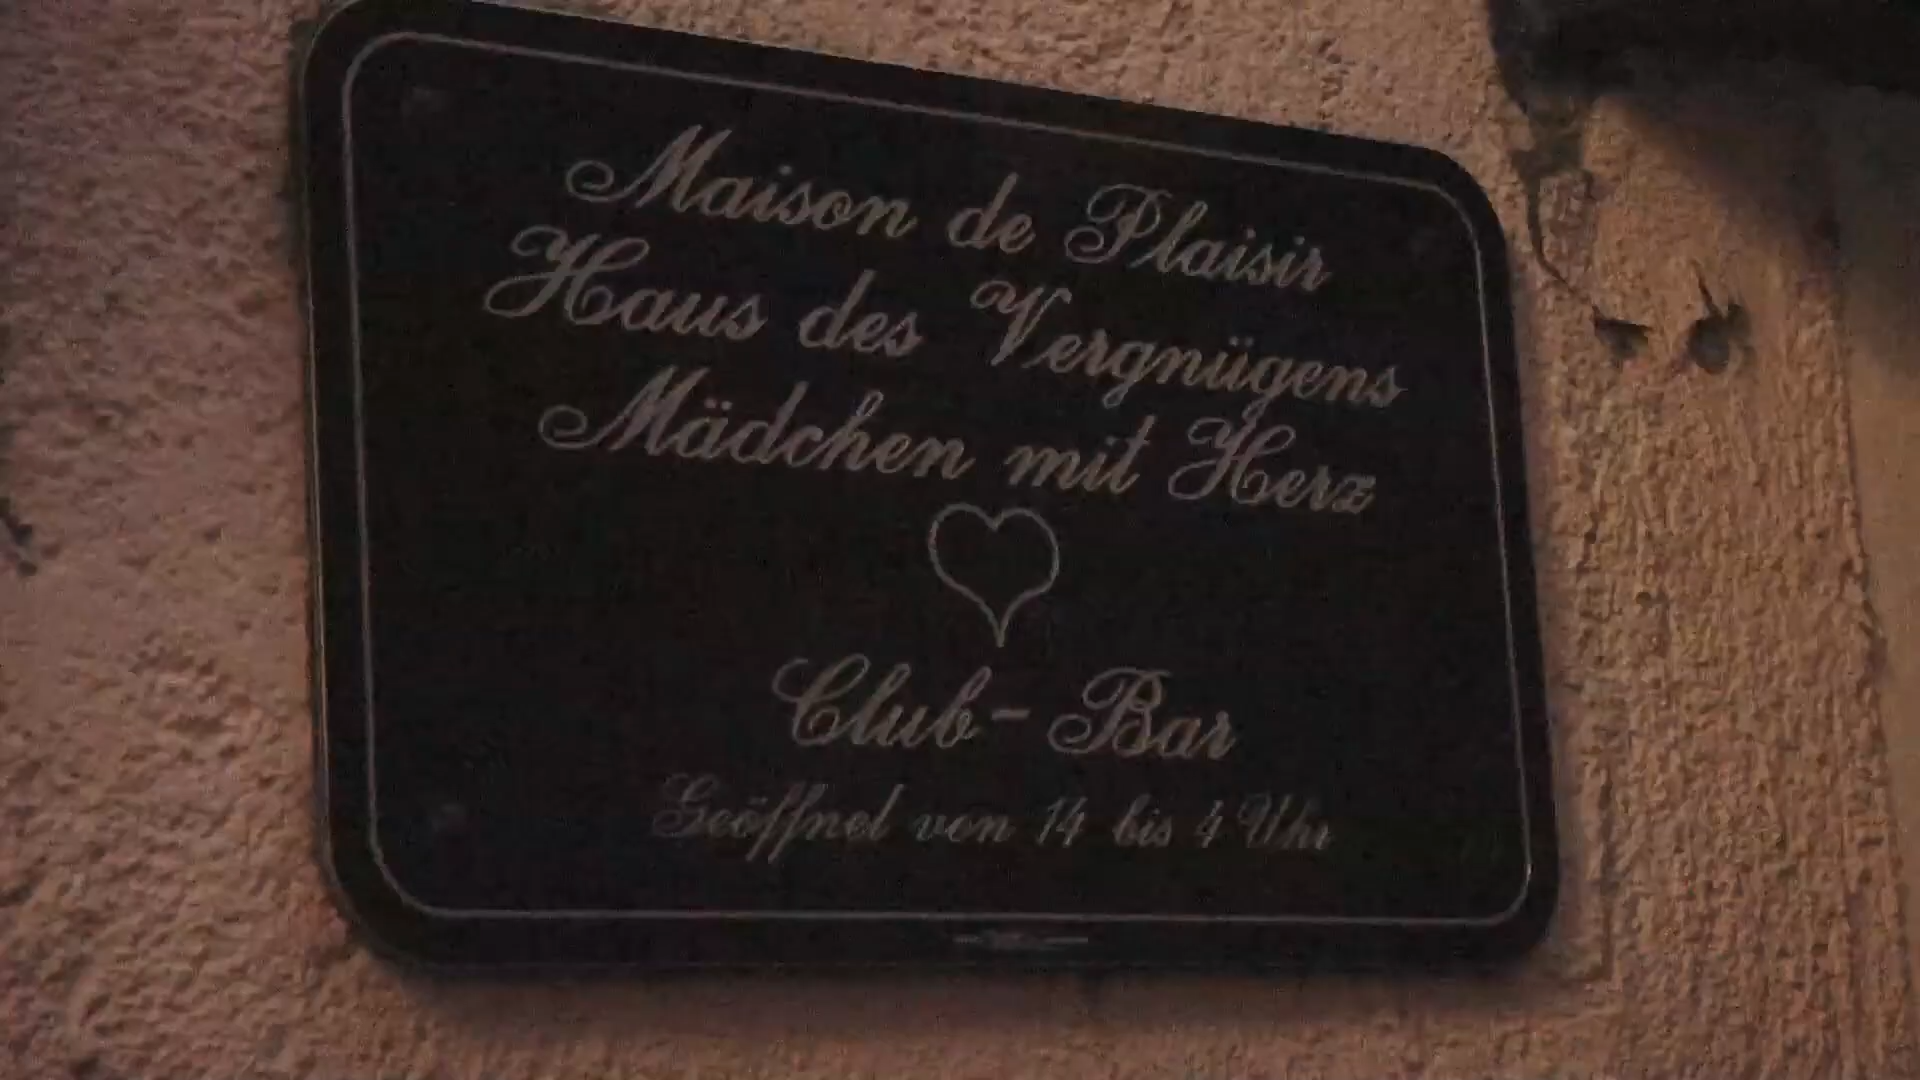 Maison de Plaisir
Haus des Vergnügens
Mädchen mit Herz
Club-Bar
Geöffnet von 14 bis 4 Uhr